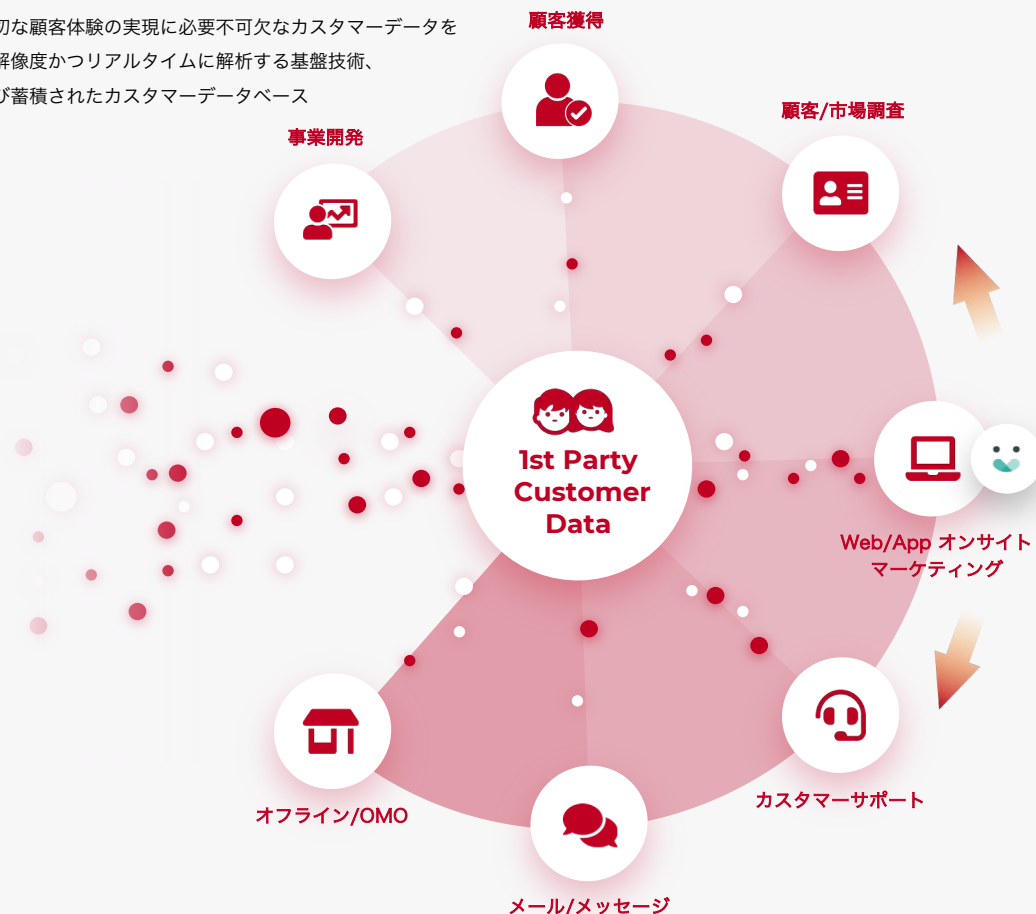 切な顧客体験の実現に必要不可欠なカスタマーデータを
解像度かつリアルタイムに解析する基盤技術、
び蓄積されたカスタマーデータベース
顧客獲得
顧客/市場調査
事業開発
1st Party
Customer
Data
Web/App オンサイト
マーケティング
カスタマーサポート
オフライン/OMO
メール/メッセージ